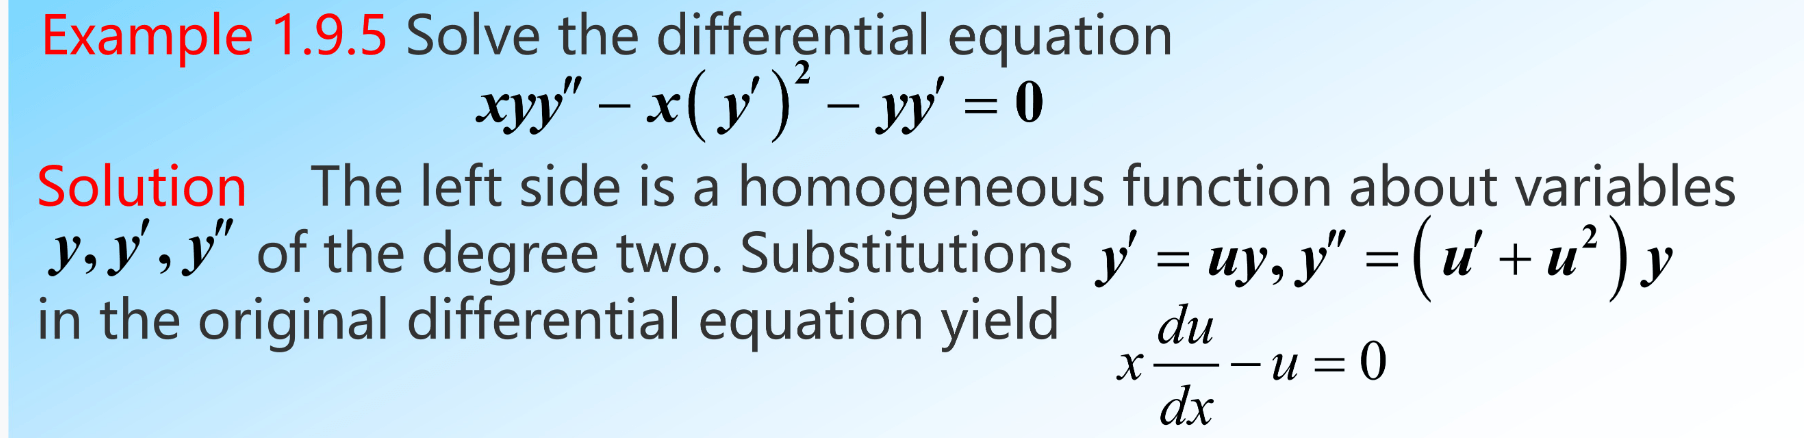 Example 1.9.5 Solve the differential equation
xyy″ − x(y′)² − yy′ = 0
Solution The left side is a homogeneous function about variables
y, y′, y″ of the degree two. Substitutions y′ = uy, y″ = (u′ + u²) y
in the original differential equation yield x du/dx − u = 0